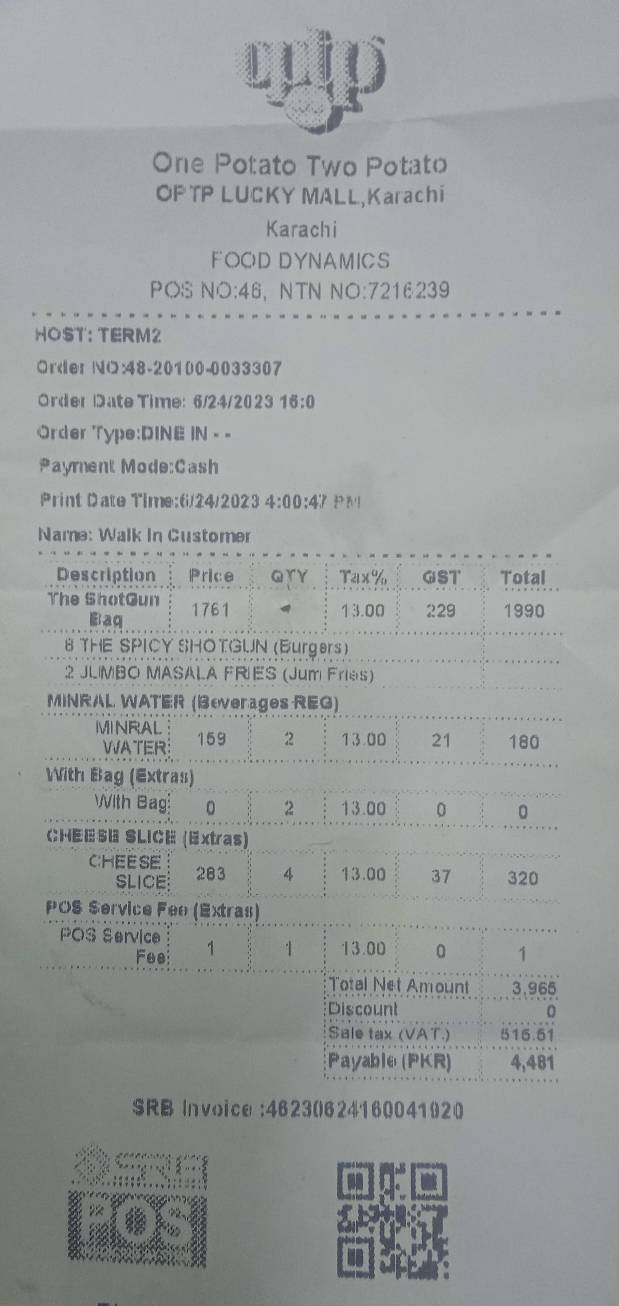 optp
One Potato Two Potato
OPTP LUCKY MALL,Karachi
Karachi
FOOD DYNAMICS
POS NO:46, NTN NO:7216239
HOST: TERM2
Order NO:48-20100-0033307
Order Date Time: 6/24/2023 16:0
Order Type:DINE IN - -
Payment Mode:Cash
Print Date Time:6/24/2023 4:00:47 PM
Name: Walk In Customer
Description Price QTY Tax% GST Total
The ShotGun
Bag 1761 13.00 229 1990
8 THE SPICY SHOTGUN (Burgers)
2 JUMBO MASALA FRIES (Jum Fries)
MINRAL WATER (Beverages REG)
MINRAL
WATER 159 2 13.00 21 180
With Bag (Extras)
With Bag 0 2 13.00 0 0
CHEESE SLICE (Extras)
CHEESE
SLICE 283 4 13.00 37 320
POS Service Fee (Extras)
POS Service
Fee 1 1 13.00 0 1
Total Net Amount 3,965
Discount 0
Sale tax (VAT.) 515.51
Payable (PKR) 4,481
SRB Invoice :46230624160041920
SRB
POS